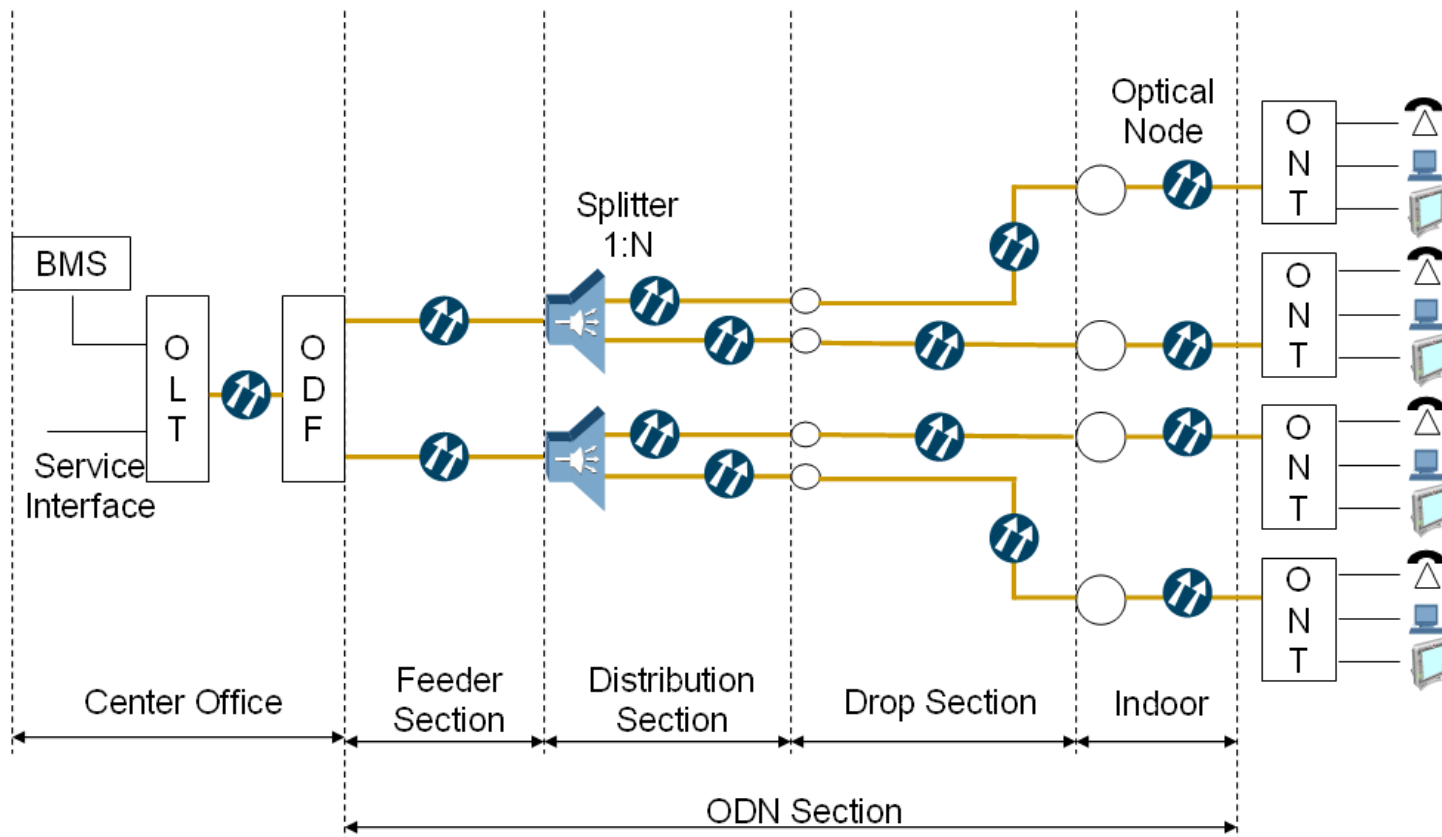 Optical
Node
Splitter
1:N
BMS
O
L
T
O
D
F
Service
Interface
O
N
T
O
N
T
O
N
T
O
N
T
Center Office
Feeder
Section
Distribution
Section
Drop Section
Indoor
ODN Section